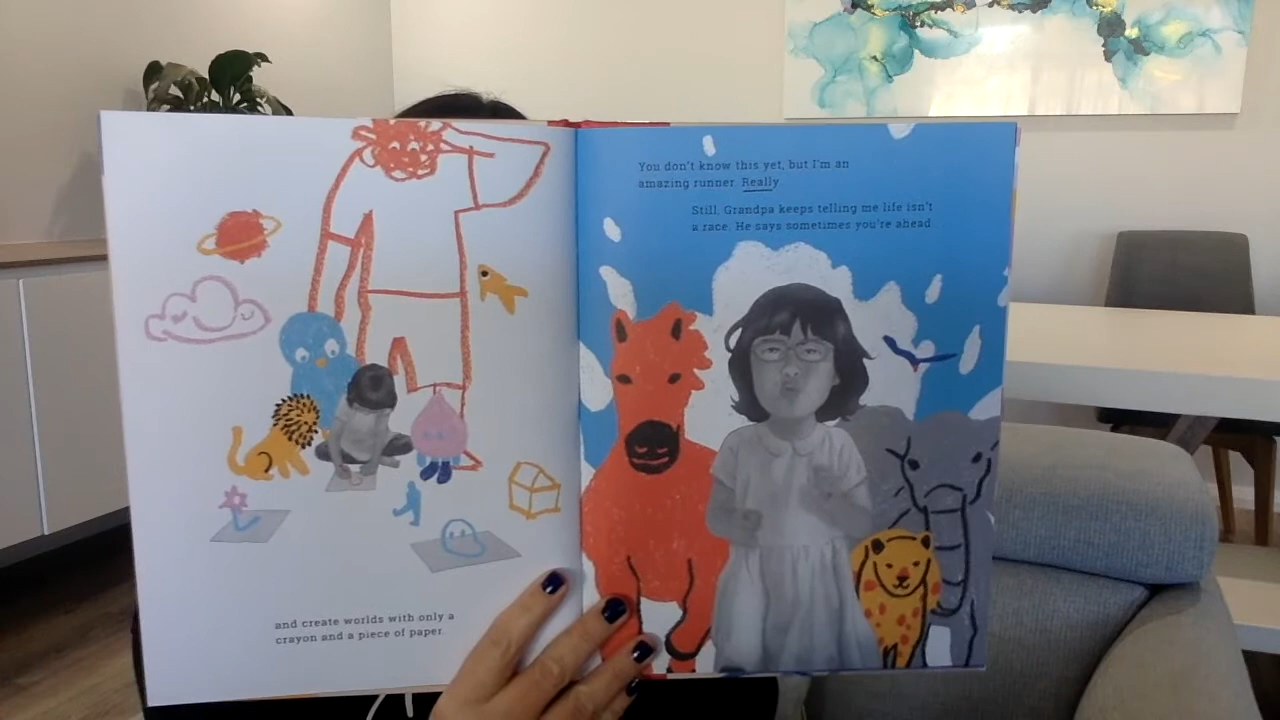 and create worlds with only a
crayon and a piece of paper.
You don't know this yet, but I'm an
amazing runner. Really
Still, Grandpa keeps telling me life isn't
a race. He says sometimes you're ahead